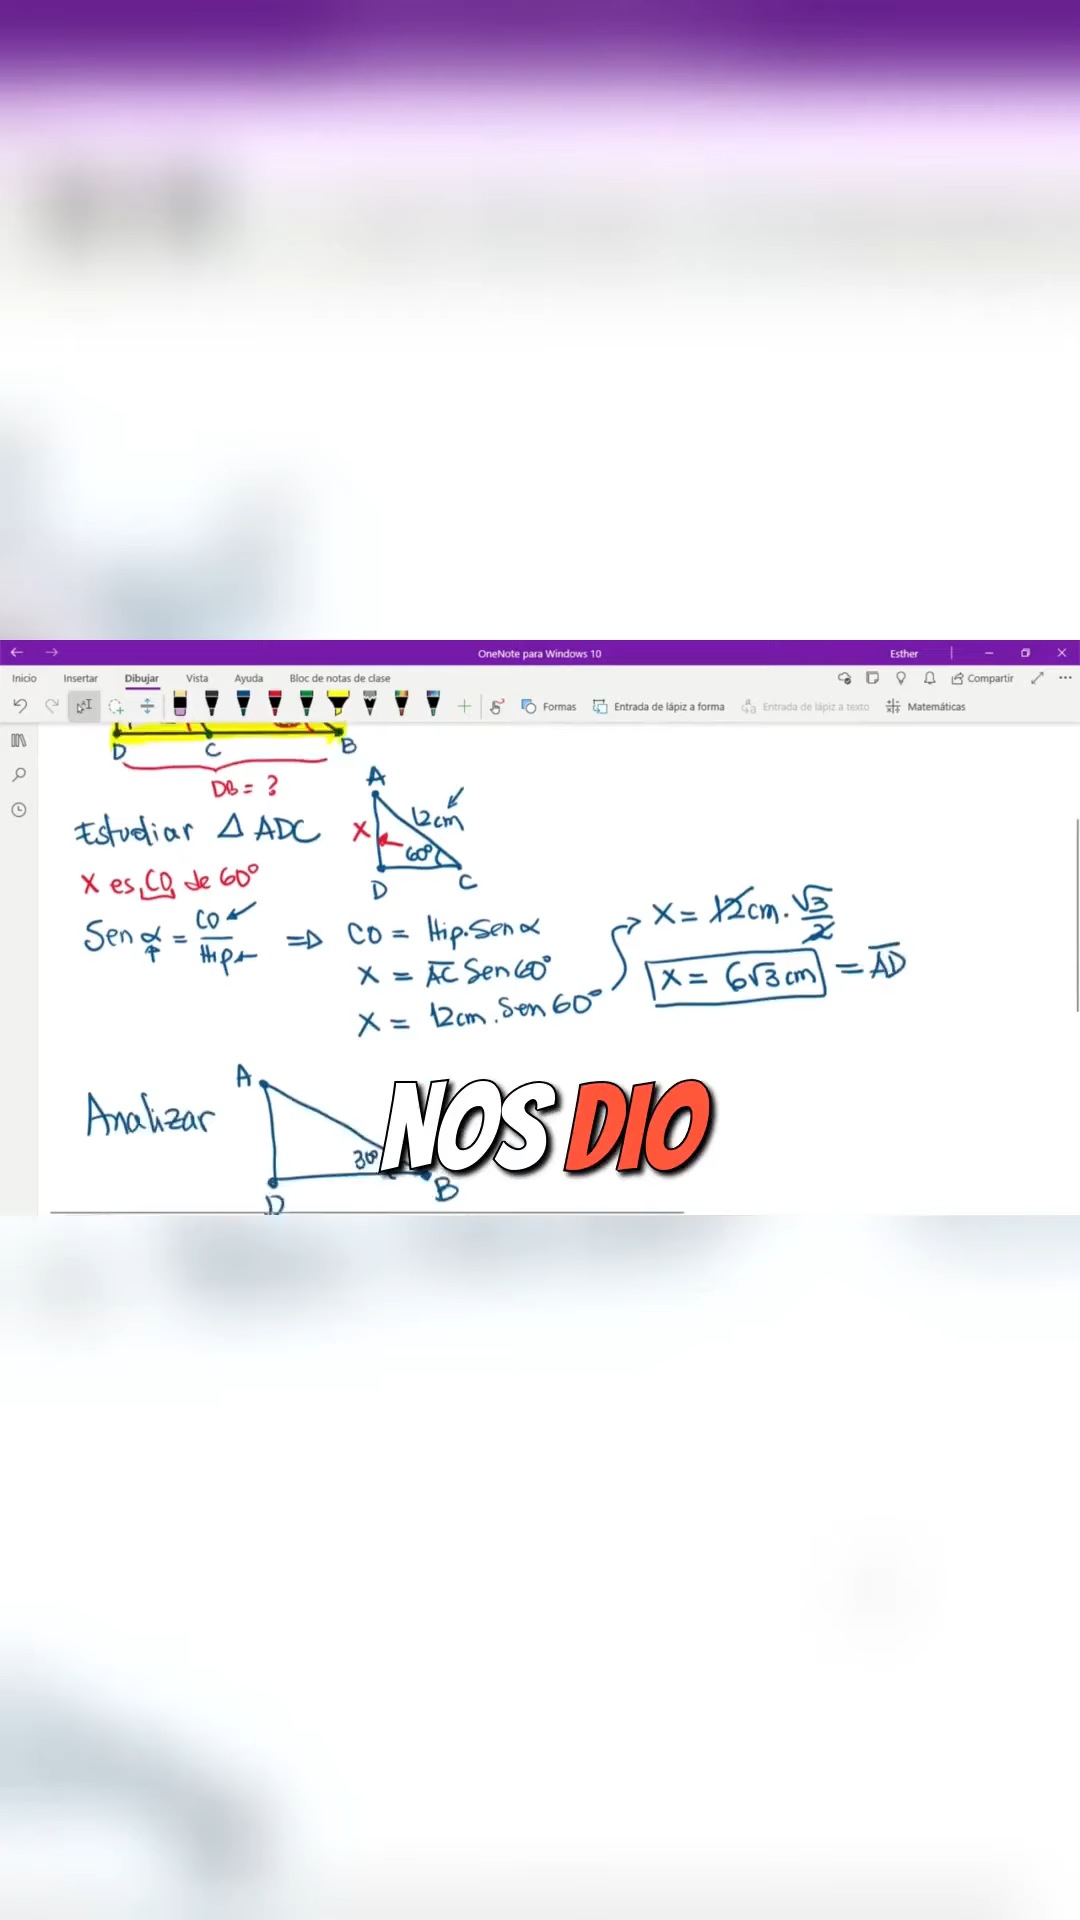 OneNote para Windows 10
Esther
Inicio Insertar Dibujar Vista Ayuda Bloc de notas de clase
Compartir
Formas Entrada de lápiz a forma Entrada de lápiz a texto Matemáticas
D C B
DB = ?
A
Estudiar △ ADC
X 12cm
60°
D C
X es CO de 60°
Sen α = CO/Hip ⇒ CO = Hip. Sen α
X = AC Sen 60°
X = 12cm . Sen 60°
X = 12cm . √3/2
X = 6√3 cm = AD
Analizar
A
30°
D B
NOS DIO